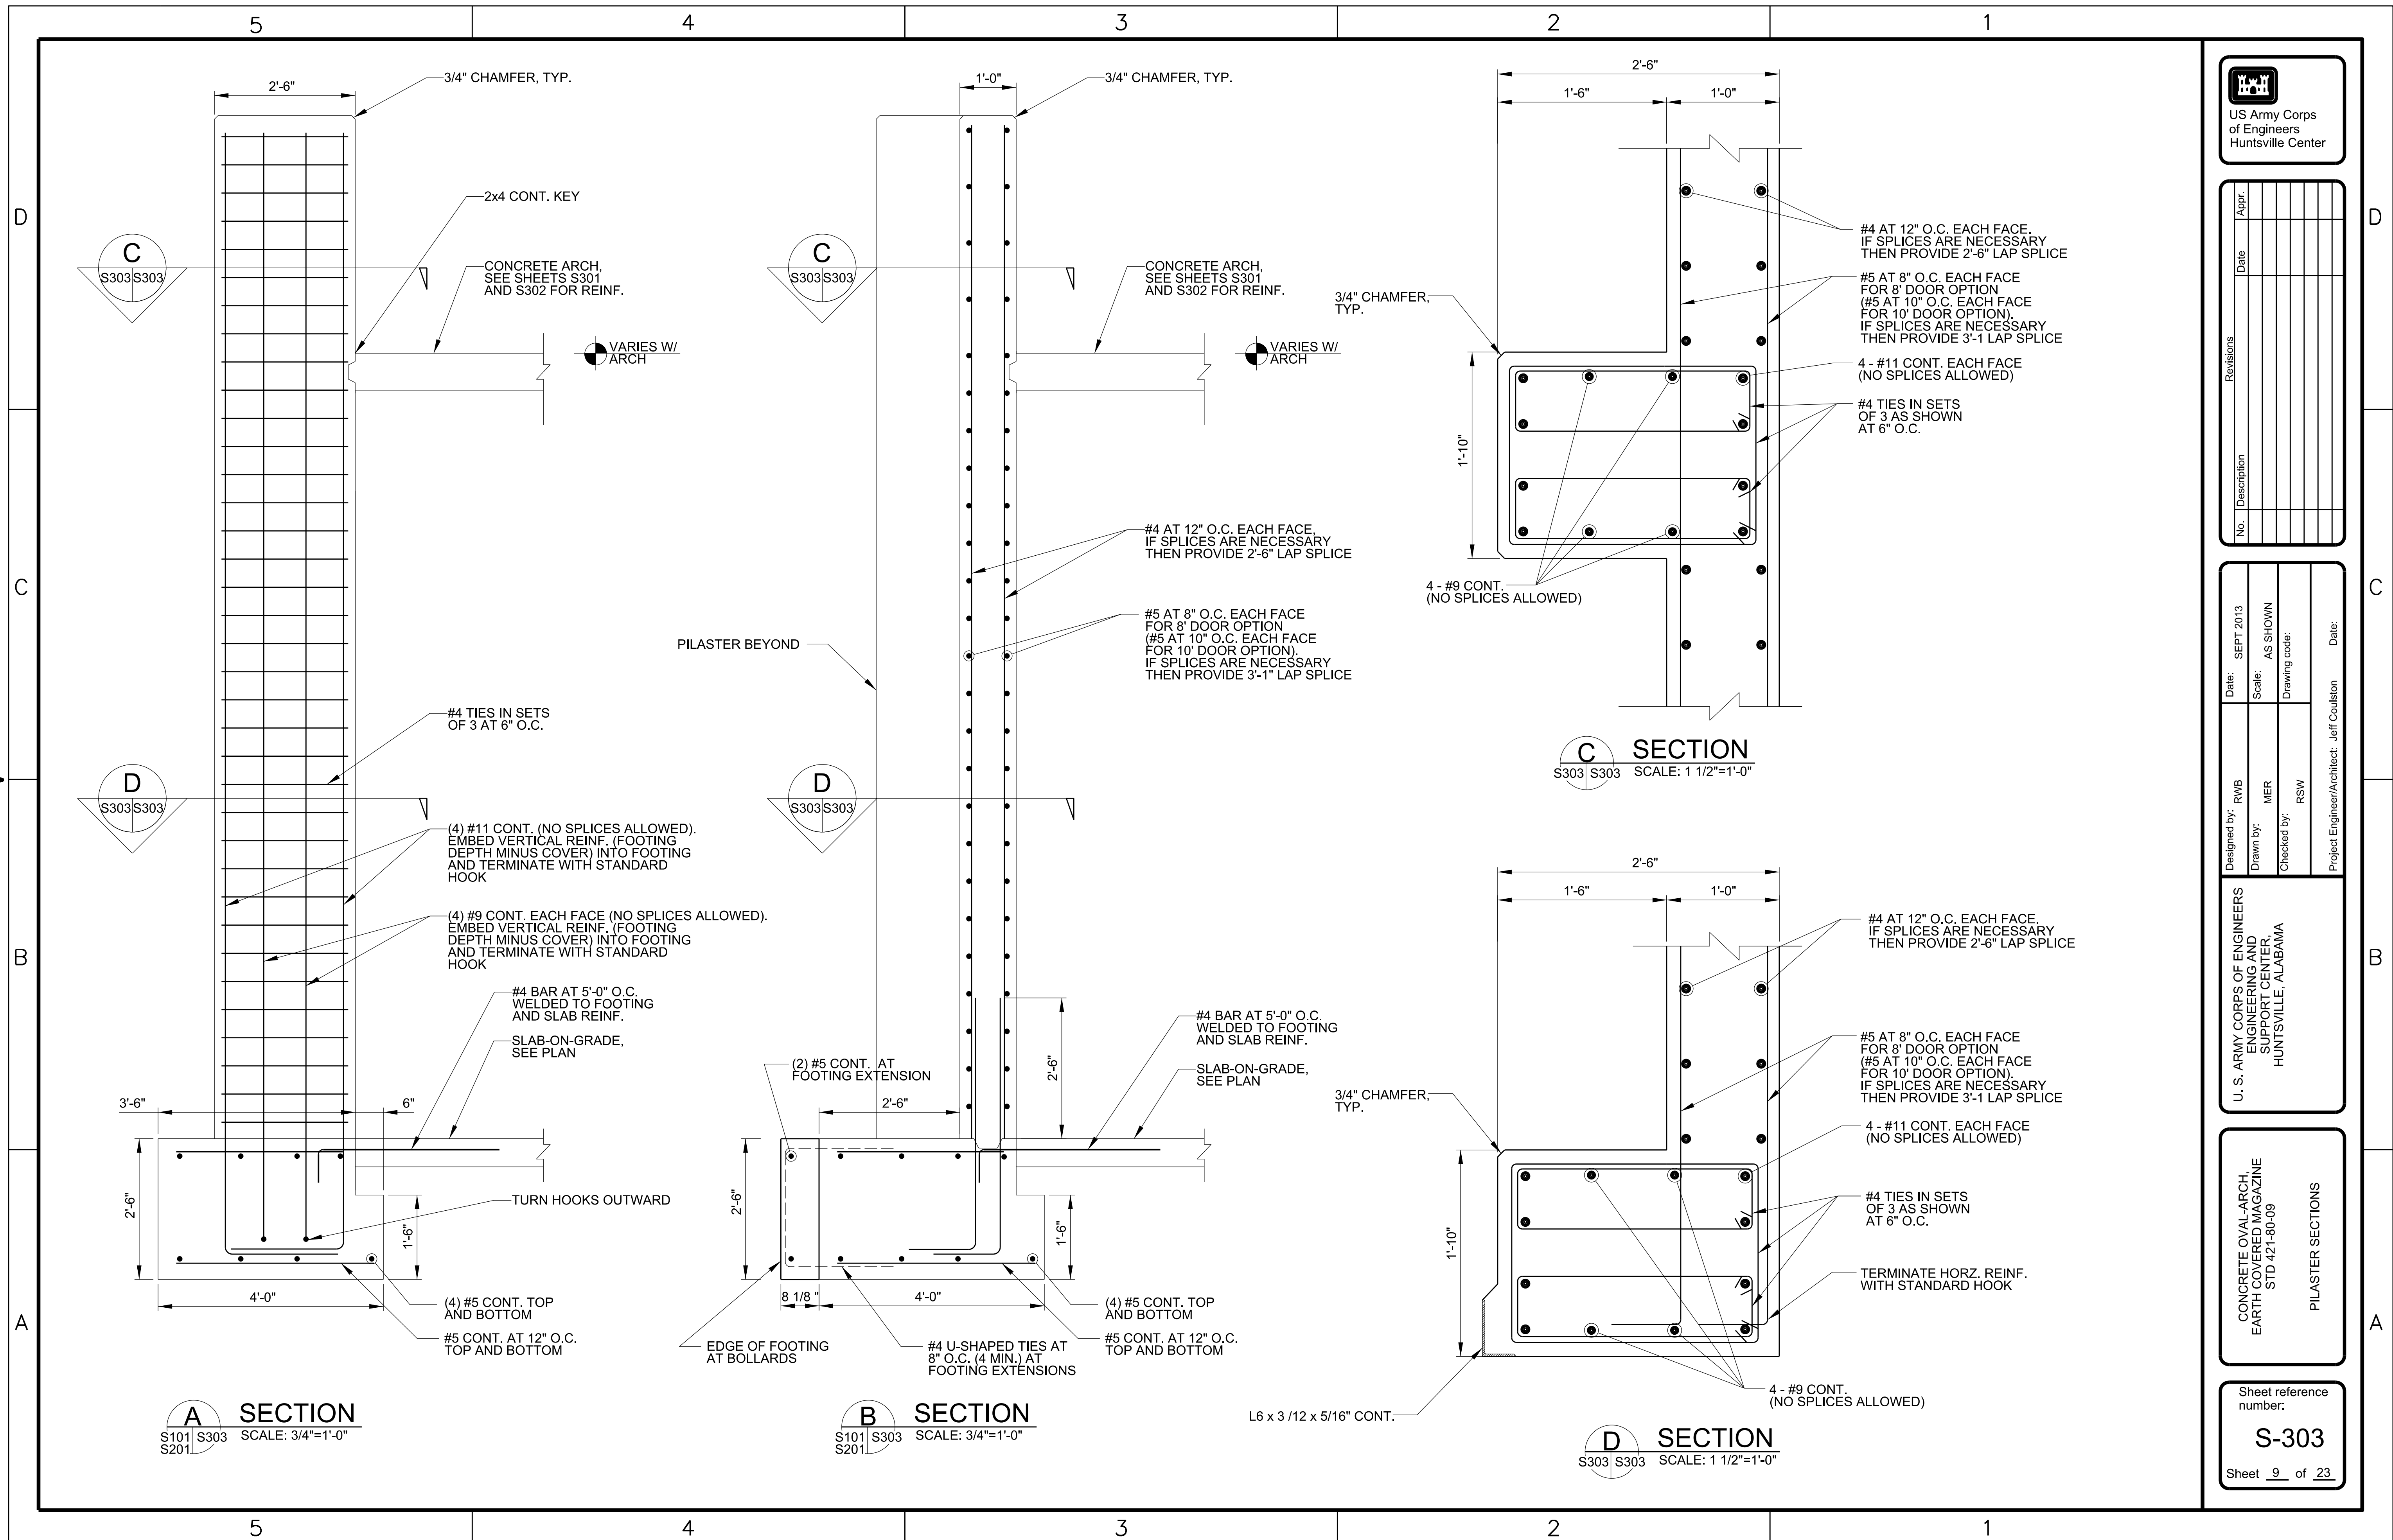 5
4
3
2
1
D
C
B
A
2'-6"
3/4" CHAMFER, TYP.
2x4 CONT. KEY
C
S303 S303
CONCRETE ARCH,
SEE SHEETS S301
AND S302 FOR REINF.
VARIES W/
ARCH
#4 TIES IN SETS
OF 3 AT 6" O.C.
D
S303 S303
(4) #11 CONT. (NO SPLICES ALLOWED).
EMBED VERTICAL REINF. (FOOTING
DEPTH MINUS COVER) INTO FOOTING
AND TERMINATE WITH STANDARD
HOOK
(4) #9 CONT. EACH FACE (NO SPLICES ALLOWED).
EMBED VERTICAL REINF. (FOOTING
DEPTH MINUS COVER) INTO FOOTING
AND TERMINATE WITH STANDARD
HOOK
#4 BAR AT 5'-0" O.C.
WELDED TO FOOTING
AND SLAB REINF.
SLAB-ON-GRADE,
SEE PLAN
3'-6"
6"
2'-6"
TURN HOOKS OUTWARD
1'-6"
4'-0"
(4) #5 CONT. TOP
AND BOTTOM
#5 CONT. AT 12" O.C.
TOP AND BOTTOM
A
S101 S303
S201
SECTION
SCALE: 3/4"=1'-0"
1'-0"
3/4" CHAMFER, TYP.
C
S303 S303
CONCRETE ARCH,
SEE SHEETS S301
AND S302 FOR REINF.
VARIES W/
ARCH
#4 AT 12" O.C. EACH FACE,
IF SPLICES ARE NECESSARY
THEN PROVIDE 2'-6" LAP SPLICE
#5 AT 8" O.C. EACH FACE
FOR 8' DOOR OPTION
(#5 AT 10" O.C. EACH FACE
FOR 10' DOOR OPTION).
IF SPLICES ARE NECESSARY
THEN PROVIDE 3'-1" LAP SPLICE
PILASTER BEYOND
D
S303 S303
#4 BAR AT 5'-0" O.C.
WELDED TO FOOTING
AND SLAB REINF.
SLAB-ON-GRADE,
SEE PLAN
(2) #5 CONT. AT
FOOTING EXTENSION
2'-6"
2'-6"
2'-6"
1'-6"
8 1/8 "
4'-0"
EDGE OF FOOTING
AT BOLLARDS
#4 U-SHAPED TIES AT
8" O.C. (4 MIN.) AT
FOOTING EXTENSIONS
(4) #5 CONT. TOP
AND BOTTOM
#5 CONT. AT 12" O.C.
TOP AND BOTTOM
B
S101 S303
S201
SECTION
SCALE: 3/4"=1'-0"
2'-6"
1'-6"
1'-0"
#4 AT 12" O.C. EACH FACE.
IF SPLICES ARE NECESSARY
THEN PROVIDE 2'-6" LAP SPLICE
#5 AT 8" O.C. EACH FACE
FOR 8' DOOR OPTION
(#5 AT 10" O.C. EACH FACE
FOR 10' DOOR OPTION).
IF SPLICES ARE NECESSARY
THEN PROVIDE 3'-1 LAP SPLICE
3/4" CHAMFER,
TYP.
4 - #11 CONT. EACH FACE
(NO SPLICES ALLOWED)
#4 TIES IN SETS
OF 3 AS SHOWN
AT 6" O.C.
1'-10"
4 - #9 CONT.
(NO SPLICES ALLOWED)
C
S303 S303
SECTION
SCALE: 1 1/2"=1'-0"
2'-6"
1'-6"
1'-0"
#4 AT 12" O.C. EACH FACE.
IF SPLICES ARE NECESSARY
THEN PROVIDE 2'-6" LAP SPLICE
#5 AT 8" O.C. EACH FACE
FOR 8' DOOR OPTION
(#5 AT 10" O.C. EACH FACE
FOR 10' DOOR OPTION).
IF SPLICES ARE NECESSARY
THEN PROVIDE 3'-1 LAP SPLICE
3/4" CHAMFER,
TYP.
4 - #11 CONT. EACH FACE
(NO SPLICES ALLOWED)
#4 TIES IN SETS
OF 3 AS SHOWN
AT 6" O.C.
1'-10"
TERMINATE HORZ. REINF.
WITH STANDARD HOOK
4 - #9 CONT.
(NO SPLICES ALLOWED)
L6 x 3 /12 x 5/16" CONT.
D
S303 S303
SECTION
SCALE: 1 1/2"=1'-0"
US Army Corps
of Engineers
Huntsville Center
Revisions
No. Description Date Appr.
Designed by: RWB
Date: SEPT 2013
Drawn by: MER
Scale: AS SHOWN
Checked by: RSW
Drawing code:
Project Engineer/Architect: Jeff Coulston Date:
U. S. ARMY CORPS OF ENGINEERS
ENGINEERING AND
SUPPORT CENTER,
HUNTSVILLE, ALABAMA
CONCRETE OVAL-ARCH,
EARTH COVERED MAGAZINE
STD 421-80-09
PILASTER SECTIONS
Sheet reference
number:
S-303
Sheet 9 of 23
D
C
B
A
5
4
3
2
1